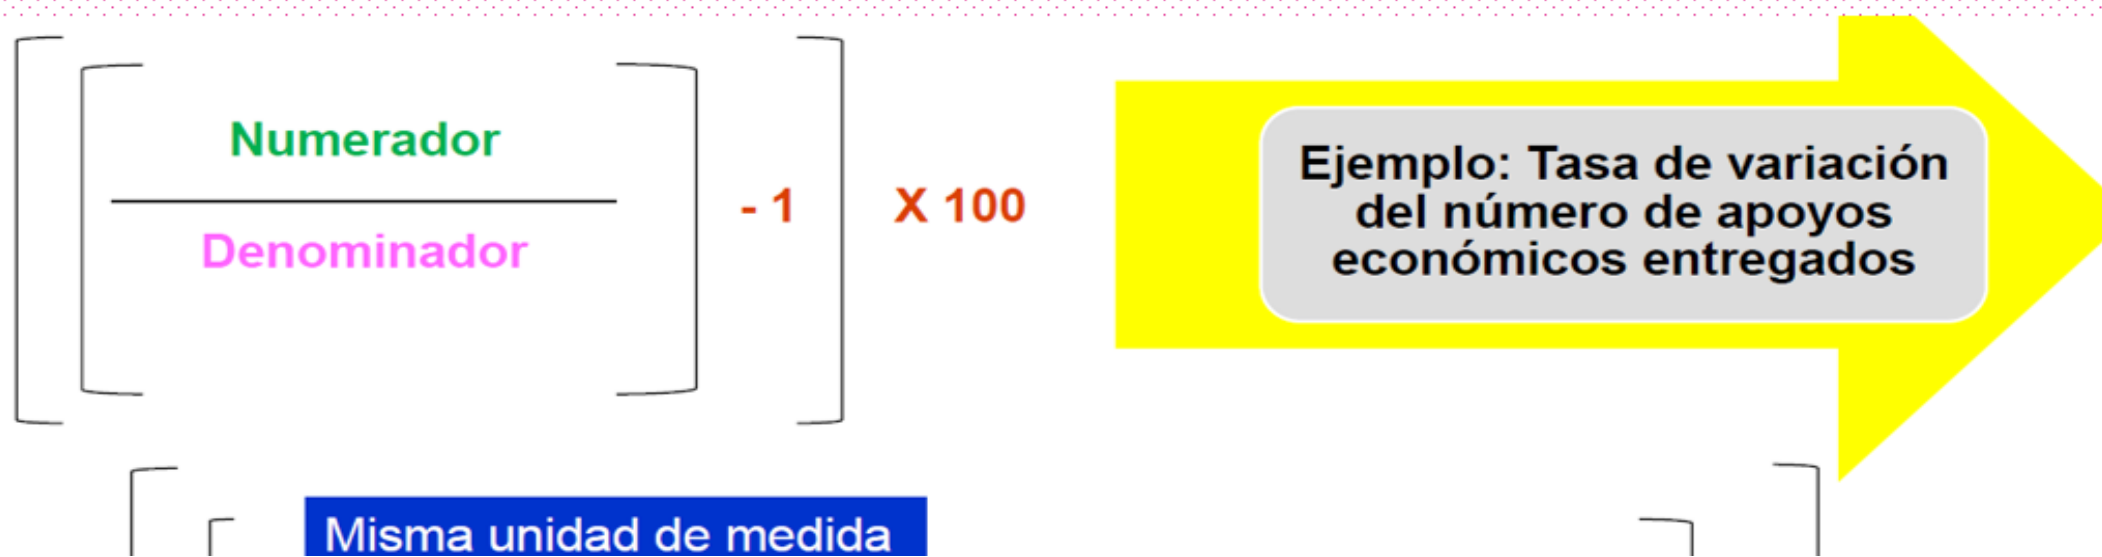 Numerador
Denominador
- 1
X 100
Ejemplo: Tasa de variación
del número de apoyos
económicos entregados
Misma unidad de medida